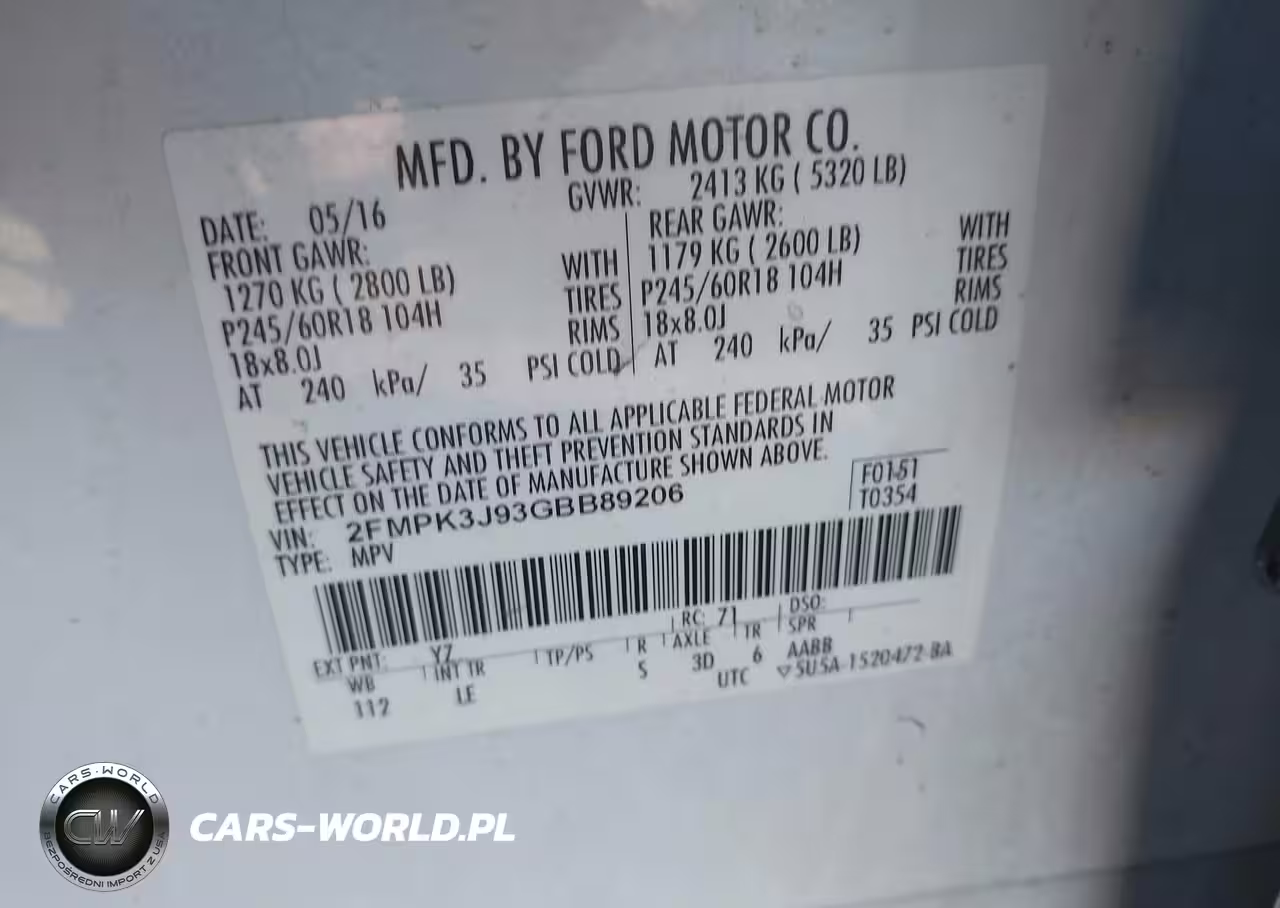 MFD. BY FORD MOTOR CO.
DATE: 05/16 GVWR: 2413 KG ( 5320 LB)
FRONT GAWR: REAR GAWR:
1270 KG ( 2800 LB) WITH 1179 KG ( 2600 LB) WITH
P245/60R18 104H TIRES P245/60R18 104H TIRES
18x8.0J RIMS 18x8.0J RIMS
AT 240 kPa/ 35 PSI COLD AT 240 kPa/ 35 PSI COLD
THIS VEHICLE CONFORMS TO ALL APPLICABLE FEDERAL MOTOR
VEHICLE SAFETY AND THEFT PREVENTION STANDARDS IN
EFFECT ON THE DATE OF MANUFACTURE SHOWN ABOVE.
VIN: 2FMPK3J93GBB89206 F0151
TYPE: MPV T0354
EXT PNT: YZ RC: 71 DSO:
WB INT TR TP/PS R AXLE TR SPR
112 LE S 3D 6 AABB
UTC ▽SUSA-1520472-BA
CARS-WORLD
CW
BEZPOŚREDNI IMPORT Z USA
CARS-WORLD.PL